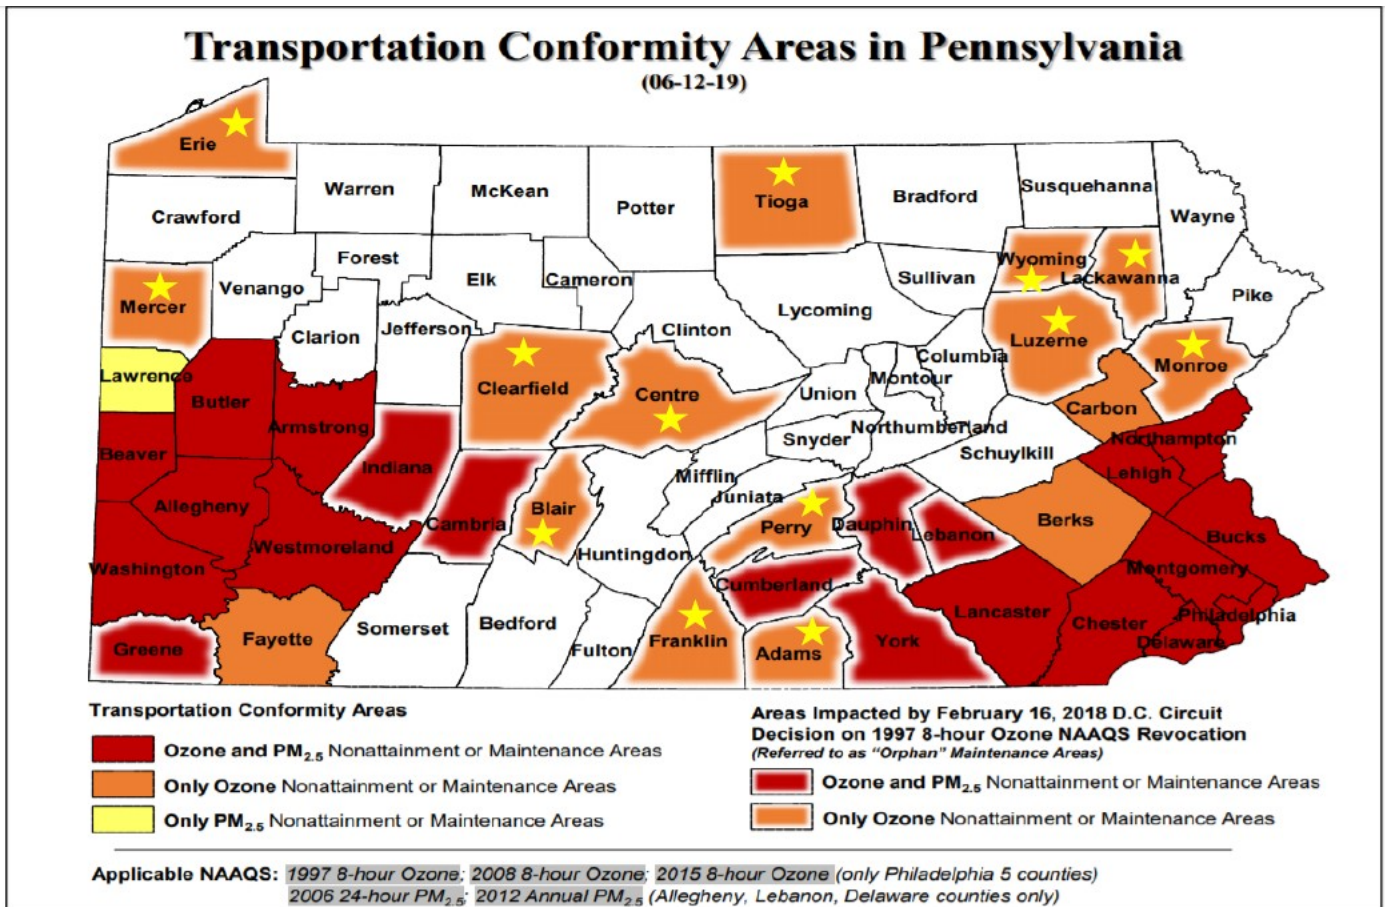 Transportation Conformity Areas in Pennsylvania
(06-12-19)
Erie
Warren
McKean
Potter
Tioga
Bradford
Susquehanna
Wayne
Crawford
Forest
Elk
Cameron
Sullivan
Wyoming
Lackawanna
Pike
Mercer
Venango
Clarion
Jefferson
Clinton
Lycoming
Luzerne
Monroe
Lawrence
Butler
Clearfield
Centre
Union
Montour
Columbia
Carbon
Armstrong
Snyder
Northumberland
Schuylkill
Northampton
Beaver
Indiana
Mifflin
Lehigh
Allegheny
Cambria
Blair
Juniata
Perry
Dauphin
Lebanon
Berks
Bucks
Westmoreland
Huntingdon
Washington
Cumberland
Montgomery
Greene
Fayette
Somerset
Bedford
Fulton
Franklin
Adams
York
Lancaster
Chester
Philadelphia
Delaware
Transportation Conformity Areas
Ozone and PM2.5 Nonattainment or Maintenance Areas
Only Ozone Nonattainment or Maintenance Areas
Only PM2.5 Nonattainment or Maintenance Areas
Areas Impacted by February 16, 2018 D.C. Circuit
Decision on 1997 8-hour Ozone NAAQS Revocation
(Referred to as “Orphan” Maintenance Areas)
Ozone and PM2.5 Nonattainment or Maintenance Areas
Only Ozone Nonattainment or Maintenance Areas
Applicable NAAQS: 1997 8-hour Ozone; 2008 8-hour Ozone; 2015 8-hour Ozone (only Philadelphia 5 counties)
2006 24-hour PM2.5; 2012 Annual PM2.5 (Allegheny, Lebanon, Delaware counties only)